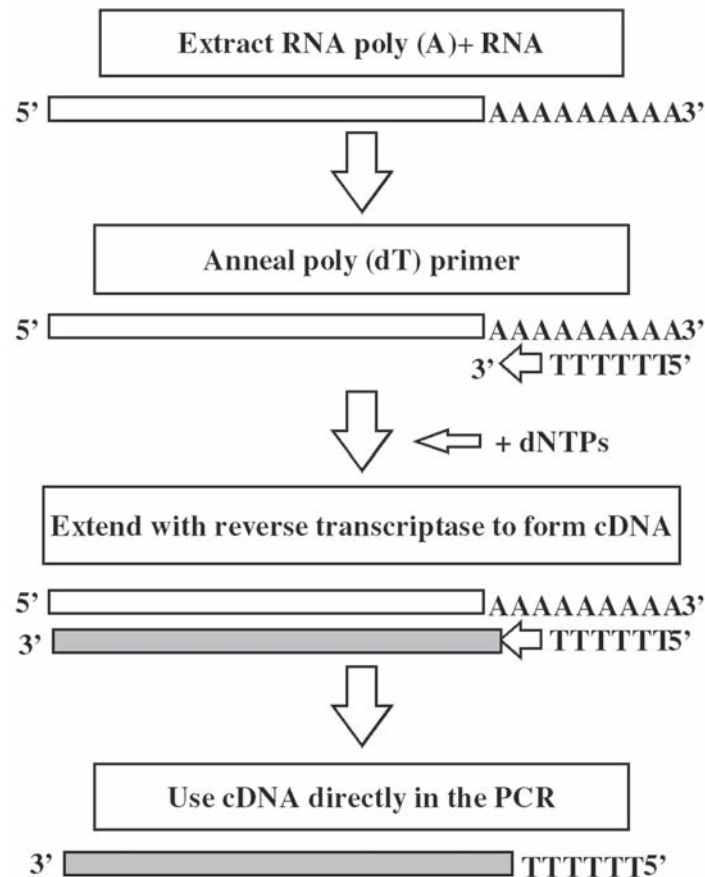 Extract RNA poly (A)+ RNA
5’ AAAAAAAAA3’
Anneal poly (dT) primer
5’ AAAAAAAAA3’
3’ TTTTTT5’
+ dNTPs
Extend with reverse transcriptase to form cDNA
5’ AAAAAAAAA3’
3’ TTTTTT5’
Use cDNA directly in the PCR
3’ TTTTTT5’